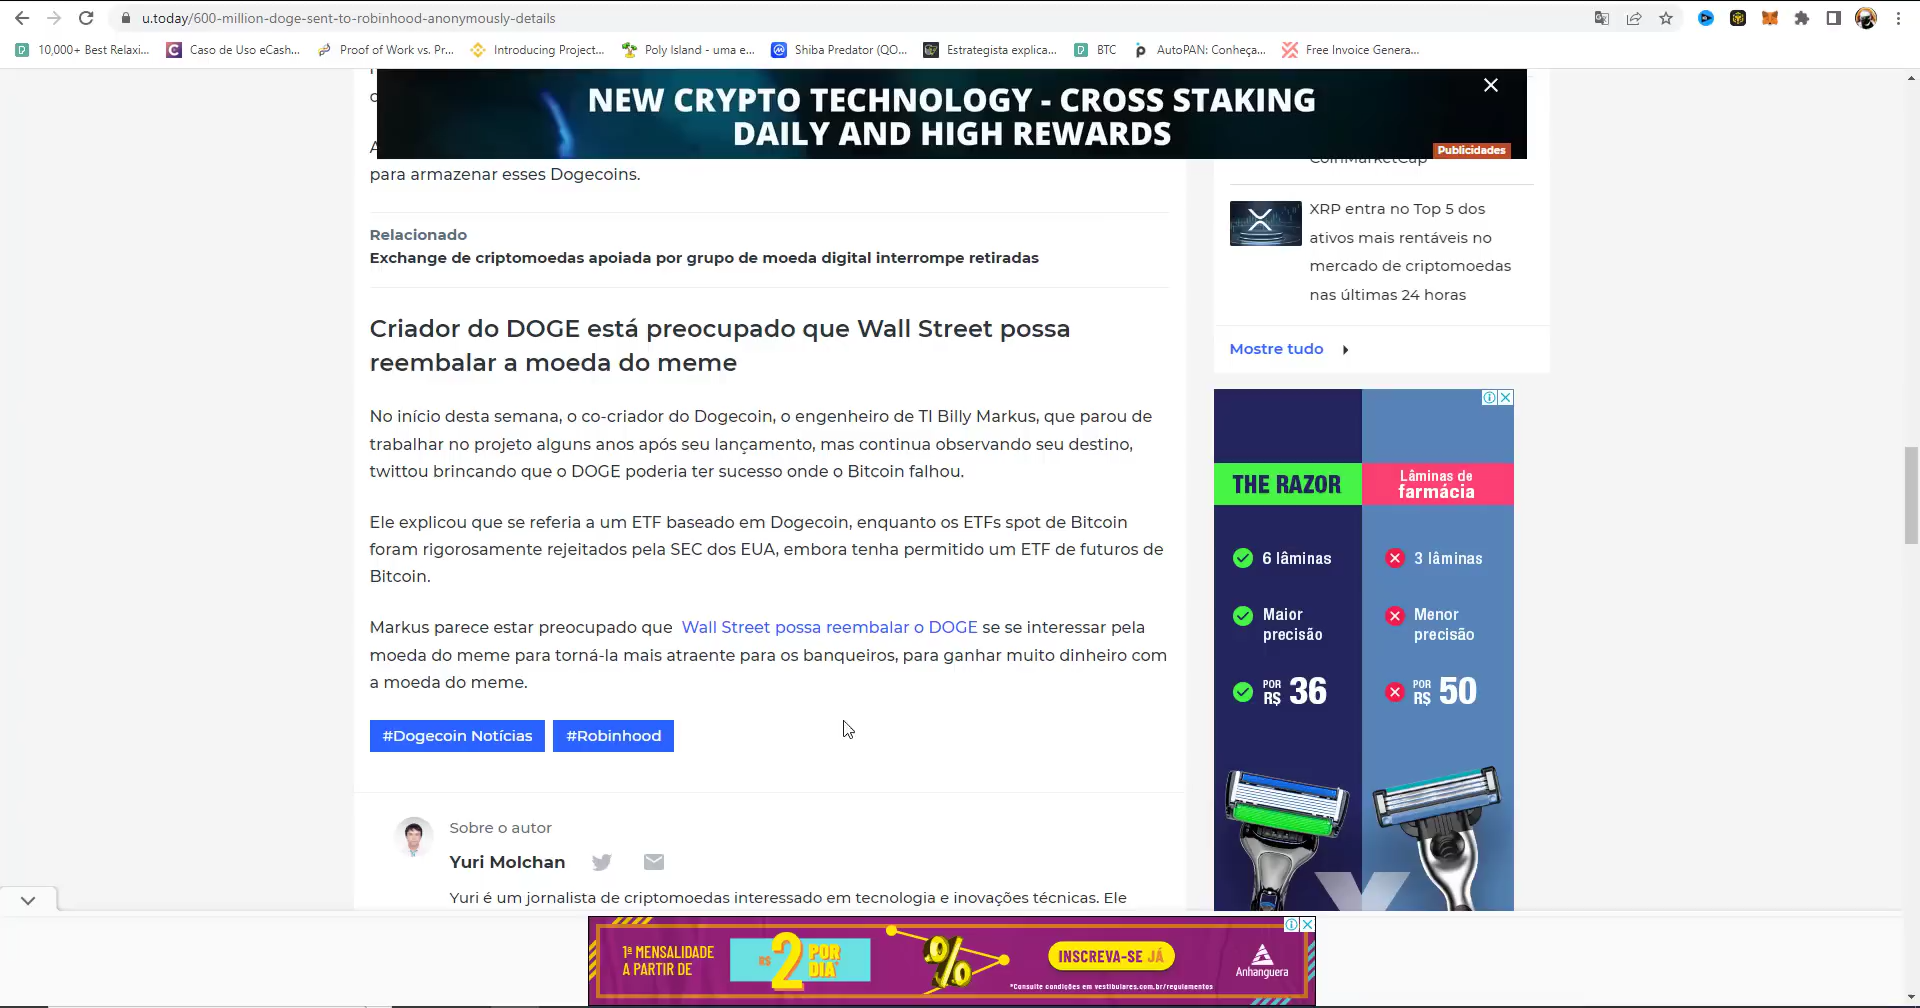 u.today/600-million-doge-sent-to-robinhood-anonymously-details
10,000+ Best Relaxi...
Caso de Uso eCash...
Proof of Work vs. Pr...
Introducing Project...
Poly Island - uma e...
Shiba Predator (QO...
Estrategista explica...
BTC
AutoPAN: Conheça...
Free Invoice Genera...
NEW CRYPTO TECHNOLOGY - CROSS STAKING
DAILY AND HIGH REWARDS
Publicidades
para armazenar esses Dogecoins.
Relacionado
Exchange de criptomoedas apoiada por grupo de moeda digital interrompe retiradas
Criador do DOGE está preocupado que Wall Street possa
reembalar a moeda do meme
No início desta semana, o co-criador do Dogecoin, o engenheiro de TI Billy Markus, que parou de
trabalhar no projeto alguns anos após seu lançamento, mas continua observando seu destino,
twittou brincando que o DOGE poderia ter sucesso onde o Bitcoin falhou.
Ele explicou que se referia a um ETF baseado em Dogecoin, enquanto os ETFs spot de Bitcoin
foram rigorosamente rejeitados pela SEC dos EUA, embora tenha permitido um ETF de futuros de
Bitcoin.
Markus parece estar preocupado que Wall Street possa reembalar o DOGE se se interessar pela
moeda do meme para torná-la mais atraente para os banqueiros, para ganhar muito dinheiro com
a moeda do meme.
#Dogecoin Notícias
#Robinhood
Sobre o autor
Yuri Molchan
Yuri é um jornalista de criptomoedas interessado em tecnologia e inovações técnicas. Ele
CoinMarketCap
XRP entra no Top 5 dos
ativos mais rentáveis no
mercado de criptomoedas
nas últimas 24 horas
Mostre tudo
THE RAZOR
Lâminas de
farmácia
6 lâminas
3 lâminas
Maior
precisão
Menor
precisão
POR
R$ 36
POR
R$ 50
1ª MENSALIDADE
A PARTIR DE
R$ 2 POR
DIA*
%
INSCREVA-SE JÁ
*Consulte condições em vestibulares.com.br/regulamentos
Anhanguera